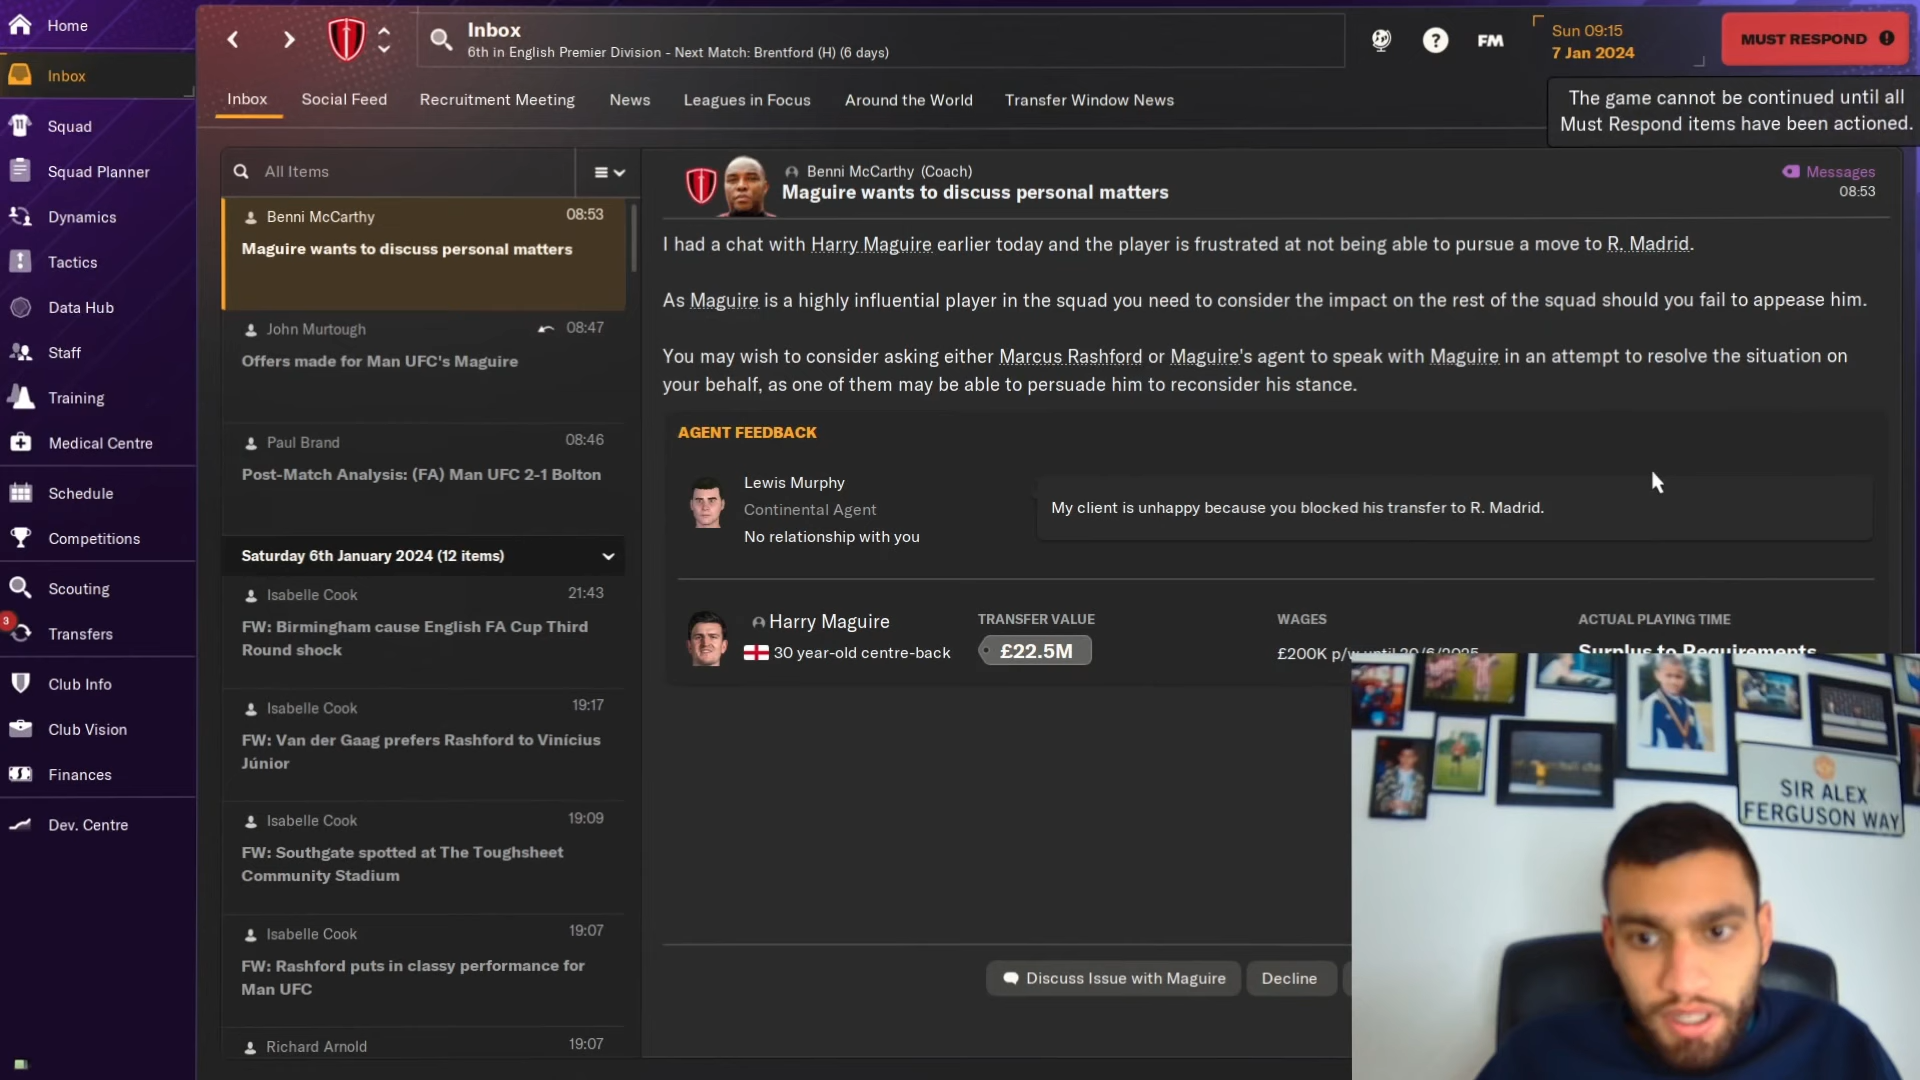 Home
Inbox
Squad
Squad Planner
Dynamics
Tactics
Data Hub
Staff
Training
Medical Centre
Schedule
Competitions
Scouting
3
Transfers
Club Info
Club Vision
Finances
Dev. Centre
Inbox
6th in English Premier Division - Next Match: Brentford (H) (6 days)
?
FM
Sun 09:15
7 Jan 2024
MUST RESPOND
The game cannot be continued until all
Must Respond items have been actioned.
Inbox
Social Feed
Recruitment Meeting
News
Leagues in Focus
Around the World
Transfer Window News
All Items
Benni McCarthy
08:53
Maguire wants to discuss personal matters
John Murtough
08:47
Offers made for Man UFC's Maguire
Paul Brand
08:46
Post-Match Analysis: (FA) Man UFC 2-1 Bolton
Saturday 6th January 2024 (12 items)
Isabelle Cook
21:43
FW: Birmingham cause English FA Cup Third
Round shock
Isabelle Cook
19:17
FW: Van der Gaag prefers Rashford to Vinícius
Júnior
Isabelle Cook
19:09
FW: Southgate spotted at The Toughsheet
Community Stadium
Isabelle Cook
19:07
FW: Rashford puts in classy performance for
Man UFC
Richard Arnold
19:07
Benni McCarthy (Coach)
Maguire wants to discuss personal matters
Messages
08:53
I had a chat with Harry Maguire earlier today and the player is frustrated at not being able to pursue a move to R. Madrid.
As Maguire is a highly influential player in the squad you need to consider the impact on the rest of the squad should you fail to appease him.
You may wish to consider asking either Marcus Rashford or Maguire's agent to speak with Maguire in an attempt to resolve the situation on
your behalf, as one of them may be able to persuade him to reconsider his stance.
AGENT FEEDBACK
Lewis Murphy
Continental Agent
No relationship with you
My client is unhappy because you blocked his transfer to R. Madrid.
Harry Maguire
30 year-old centre-back
TRANSFER VALUE
£22.5M
WAGES
£200K p/w until 30/6/2025
ACTUAL PLAYING TIME
Surplus to Requirements
Discuss Issue with Maguire
Decline
SIR ALEX
FERGUSON WAY